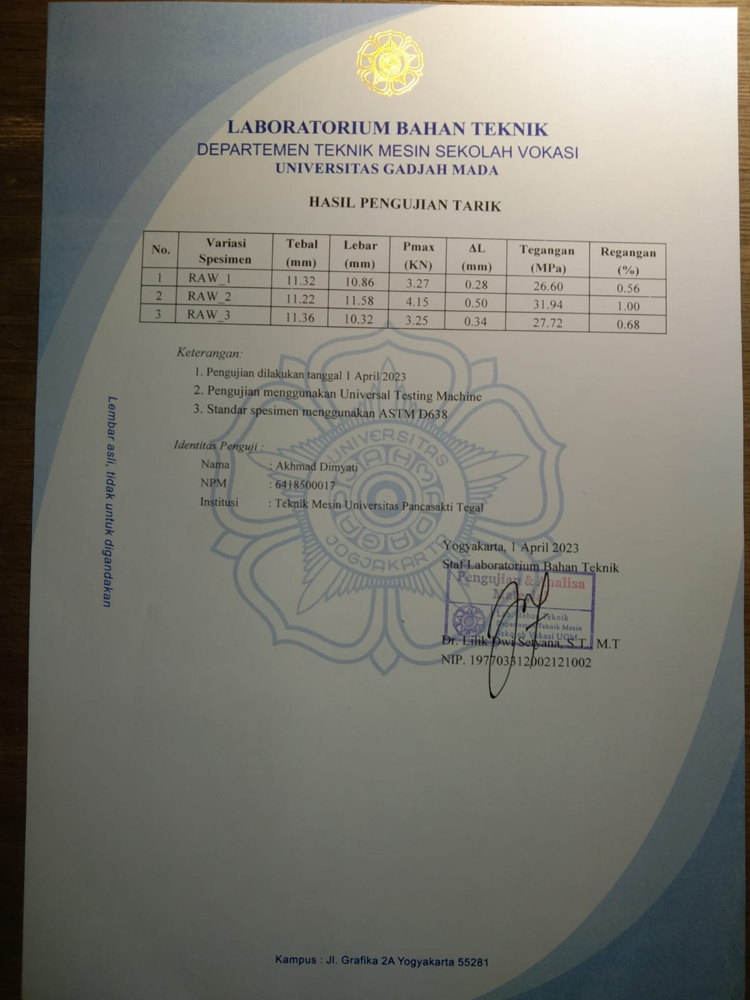 LABORATORIUM BAHAN TEKNIK
DEPARTEMEN TEKNIK MESIN SEKOLAH VOKASI
UNIVERSITAS GADJAH MADA
HASIL PENGUJIAN TARIK
No. Variasi Spesimen Tebal (mm) Lebar (mm) Pmax (KN) ΔL (mm) Tegangan (MPa) Regangan (%)
1 RAW_1 11.32 10.86 3.27 0.28 26.60 0.56
2 RAW_2 11.22 11.58 4.15 0.50 31.94 1.00
3 RAW_3 11.36 10.32 3.25 0.34 27.72 0.68
Keterangan:
1. Pengujian dilakukan tanggal 1 April 2023
2. Pengujian menggunakan Universal Testing Machine
3. Standar spesimen menggunakan ASTM D638
Identitas Penguji :
Nama : Akhmad Dimyati
NPM : 6418500017
Institusi : Teknik Mesin Universitas Pancasakti Tegal
UNIVERSITAS
GADJAH MADA
JOGJAKARTA
Lembar asli, tidak untuk digandakan
Yogyakarta, 1 April 2023
Staf Laboratorium Bahan Teknik
Pengujian & Analisa
Material
Lab. Bahan Teknik
Departemen Teknik Mesin
Sekolah Vokasi UGM
Dr. Lilik Dwi Setyana, S.T., M.T
NIP. 197703312002121002
Kampus : Jl. Grafika 2A Yogyakarta 55281